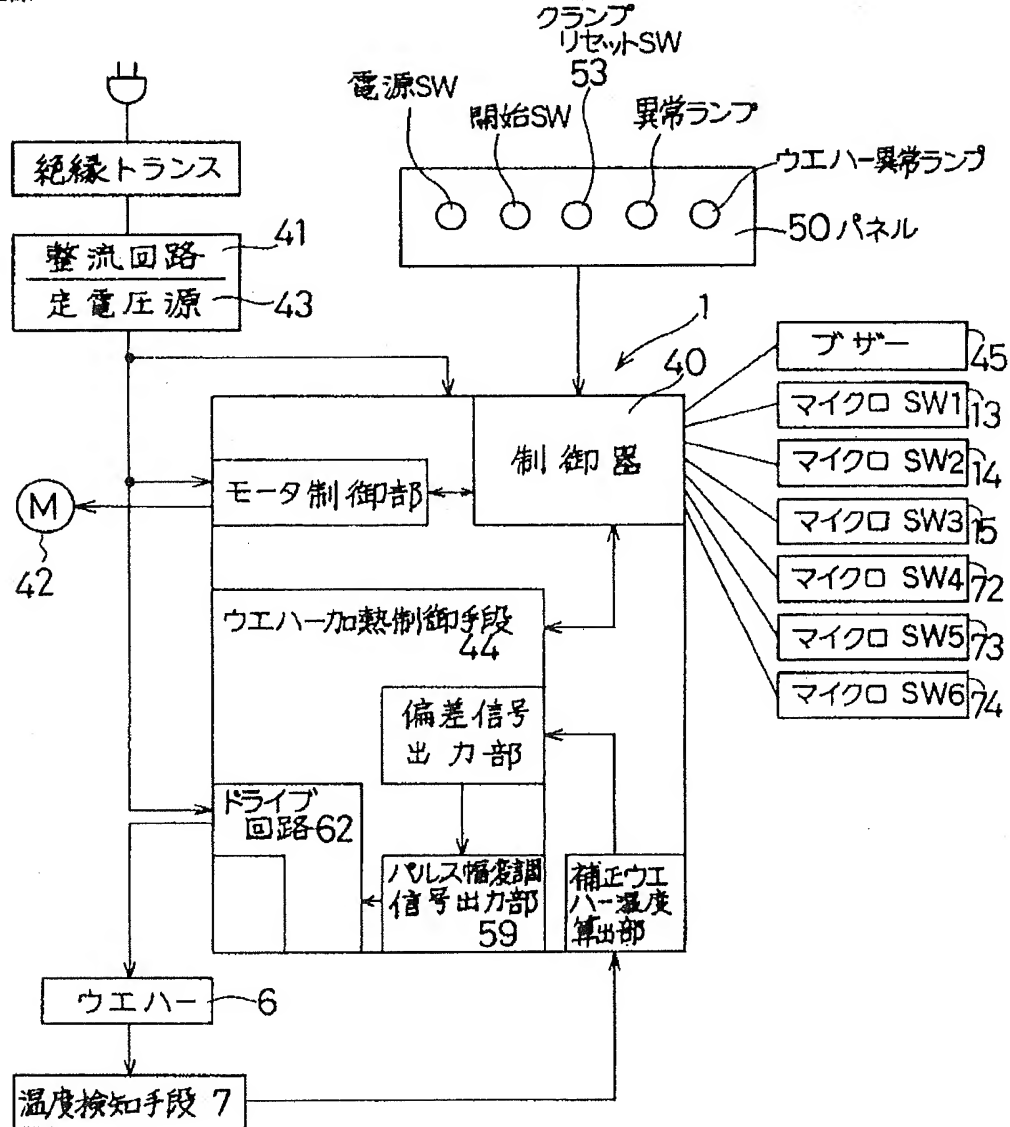 クランプ
リセットSW
53
電源SW
開始SW
異常ランプ
ウエハー異常ランプ
50 パネル
絶縁トランス
整流回路
41
定電圧源
43
1
40
制御器
モータ制御部
M
42
ブザー
45
マイクロ SW1
13
マイクロ SW2
14
マイクロ SW3
15
マイクロ SW4
72
マイクロ SW5
73
マイクロ SW6
74
ウエハー加熱制御手段
44
偏差信号
出力部
ドライブ
回路62
パルス幅変調
信号出力部
59
補正ウエ
ハー温度
算出部
ウエハー
6
温度検知手段 7